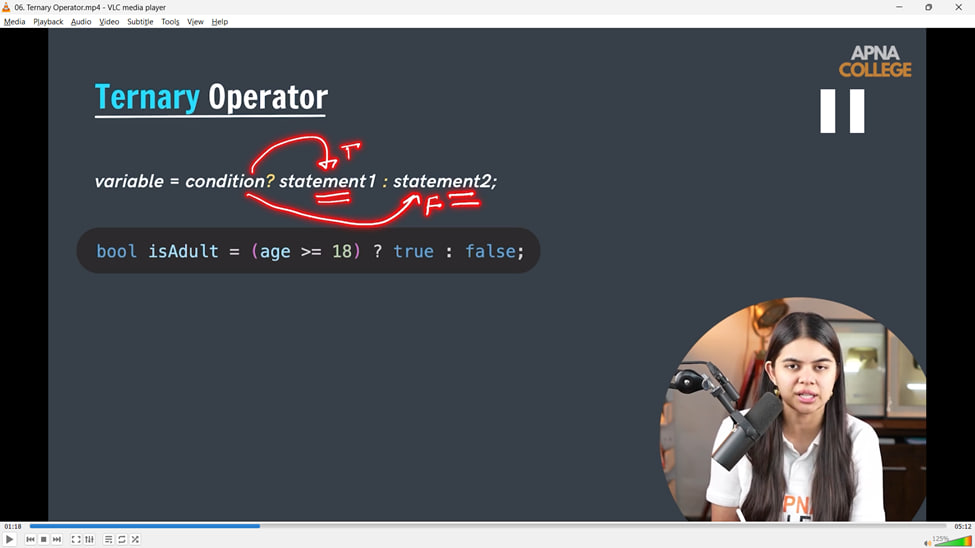 06. Ternary Operator.mp4 - VLC media player
Media Playback Audio Video Subtitle Tools View Help
APNA
COLLEGE
Ternary Operator
T
variable = condition? statement1 : statement2;
F
bool isAdult = (age >= 18) ? true : false;
01:18
05:12
125%